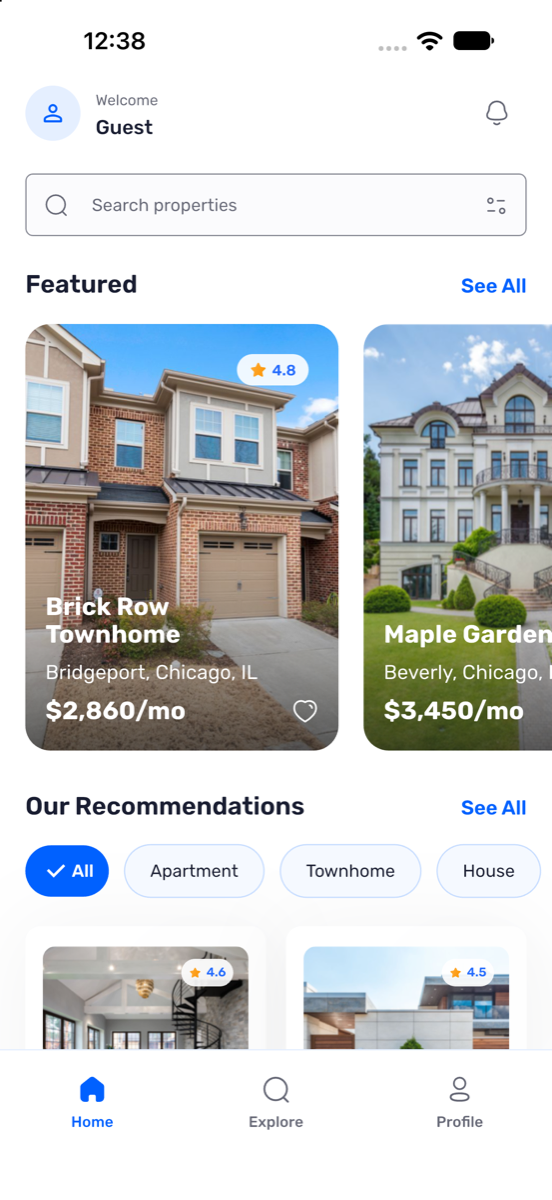 12:38
Welcome
Guest
Search properties
Featured
See All
4.8
Brick Row
Townhome
Bridgeport, Chicago, IL
$2,860/mo
Maple Garden
Beverly, Chicago,
$3,450/mo
Our Recommendations
See All
All
Apartment
Townhome
House
4.6
4.5
Home
Explore
Profile